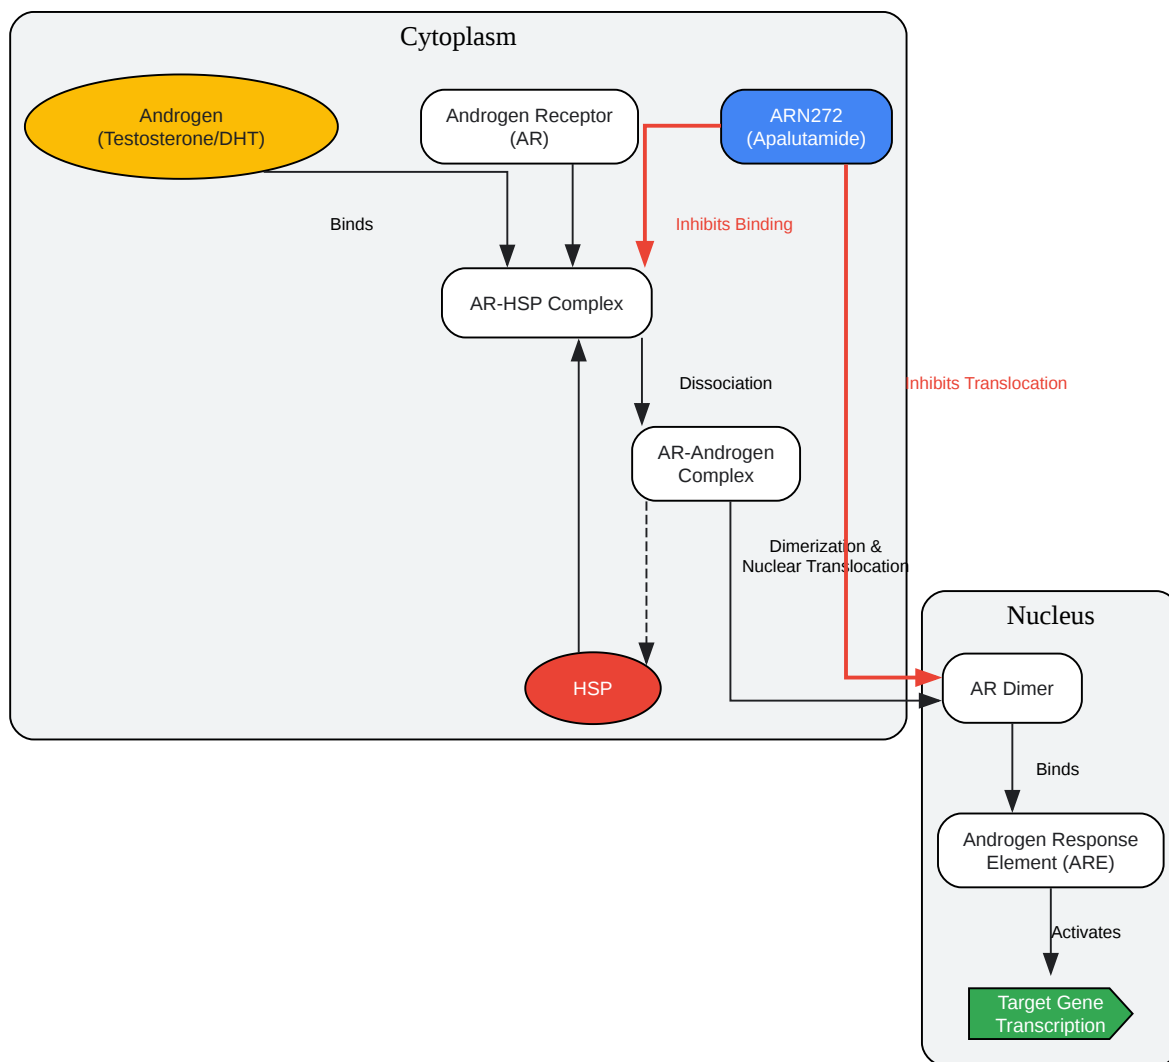 Cytoplasm
Androgen
(Testosterone/DHT)
Androgen Receptor
(AR)
ARN272
(Apalutamide)
Binds
Inhibits Binding
AR-HSP Complex
Dissociation
Inhibits Translocation
AR-Androgen
Complex
Dimerization &
Nuclear Translocation
Nucleus
HSP
AR Dimer
Binds
Androgen Response
Element (ARE)
Activates
Target Gene
Transcription